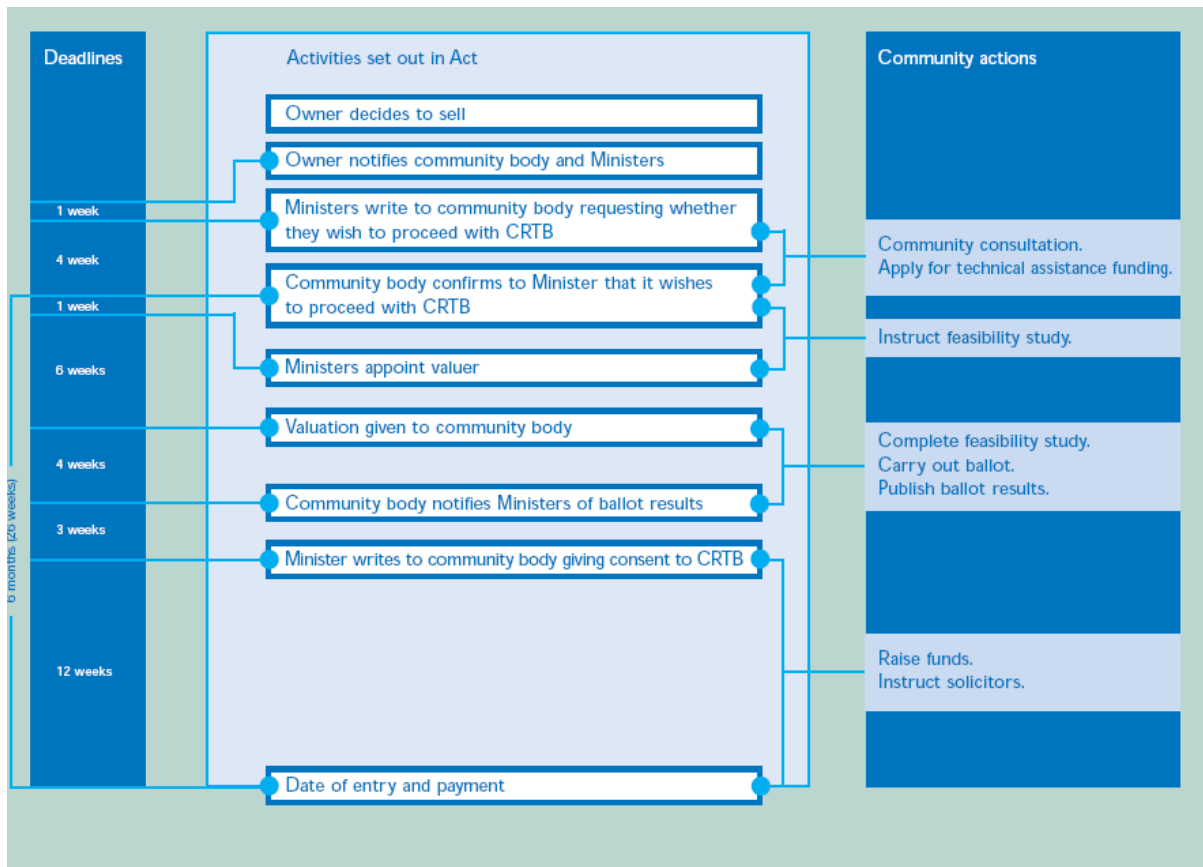 Deadlines
1 week
4 week
1 week
6 weeks
4 weeks
3 weeks
12 weeks
6 months (26 weeks)
Activities set out in Act
Owner decides to sell
Owner notifies community body and Ministers
Ministers write to community body requesting whether
they wish to proceed with CRTB
Community body confirms to Minister that it wishes
to proceed with CRTB
Ministers appoint valuer
Valuation given to community body
Community body notifies Ministers of ballot results
Minister writes to community body giving consent to CRTB
Date of entry and payment
Community actions
Community consultation.
Apply for technical assistance funding.
Instruct feasibility study.
Complete feasibility study.
Carry out ballot.
Publish ballot results.
Raise funds.
Instruct solicitors.